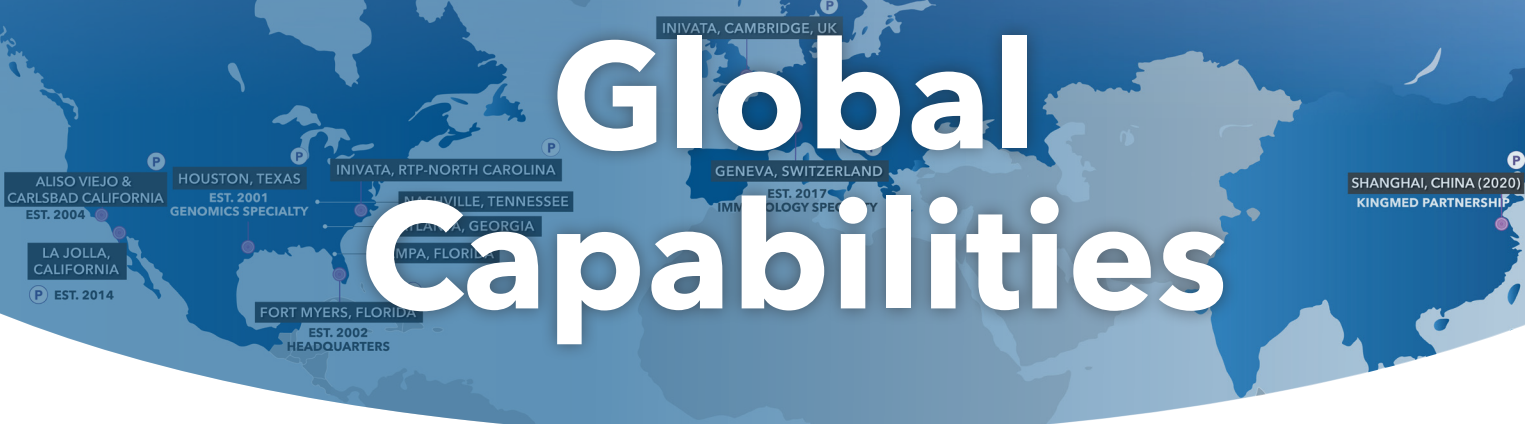 INIVATA, CAMBRIDGE, UK
Global
Capabilities
P
P
P
P
P
ALISO VIEJO &
CARLSBAD CALIFORNIA
EST. 2004
HOUSTON, TEXAS
EST. 2001
GENOMICS SPECIALTY
INIVATA, RTP-NORTH CAROLINA
TENNESSEE
GEORGIA
LA JOLLA,
CALIFORNIA
P EST. 2014
FORT MYERS, FLORIDA
EST. 2002
HEADQUARTERS
GENEVA, SWITZERLAND
EST. 2017
SHANGHAI, CHINA (2020)
KINGMED PARTNERSHIP